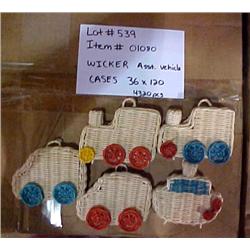 Lot #539
Item # 01080
WICKER Asst. vehicle
CASES 36 x 120
4320 pcs